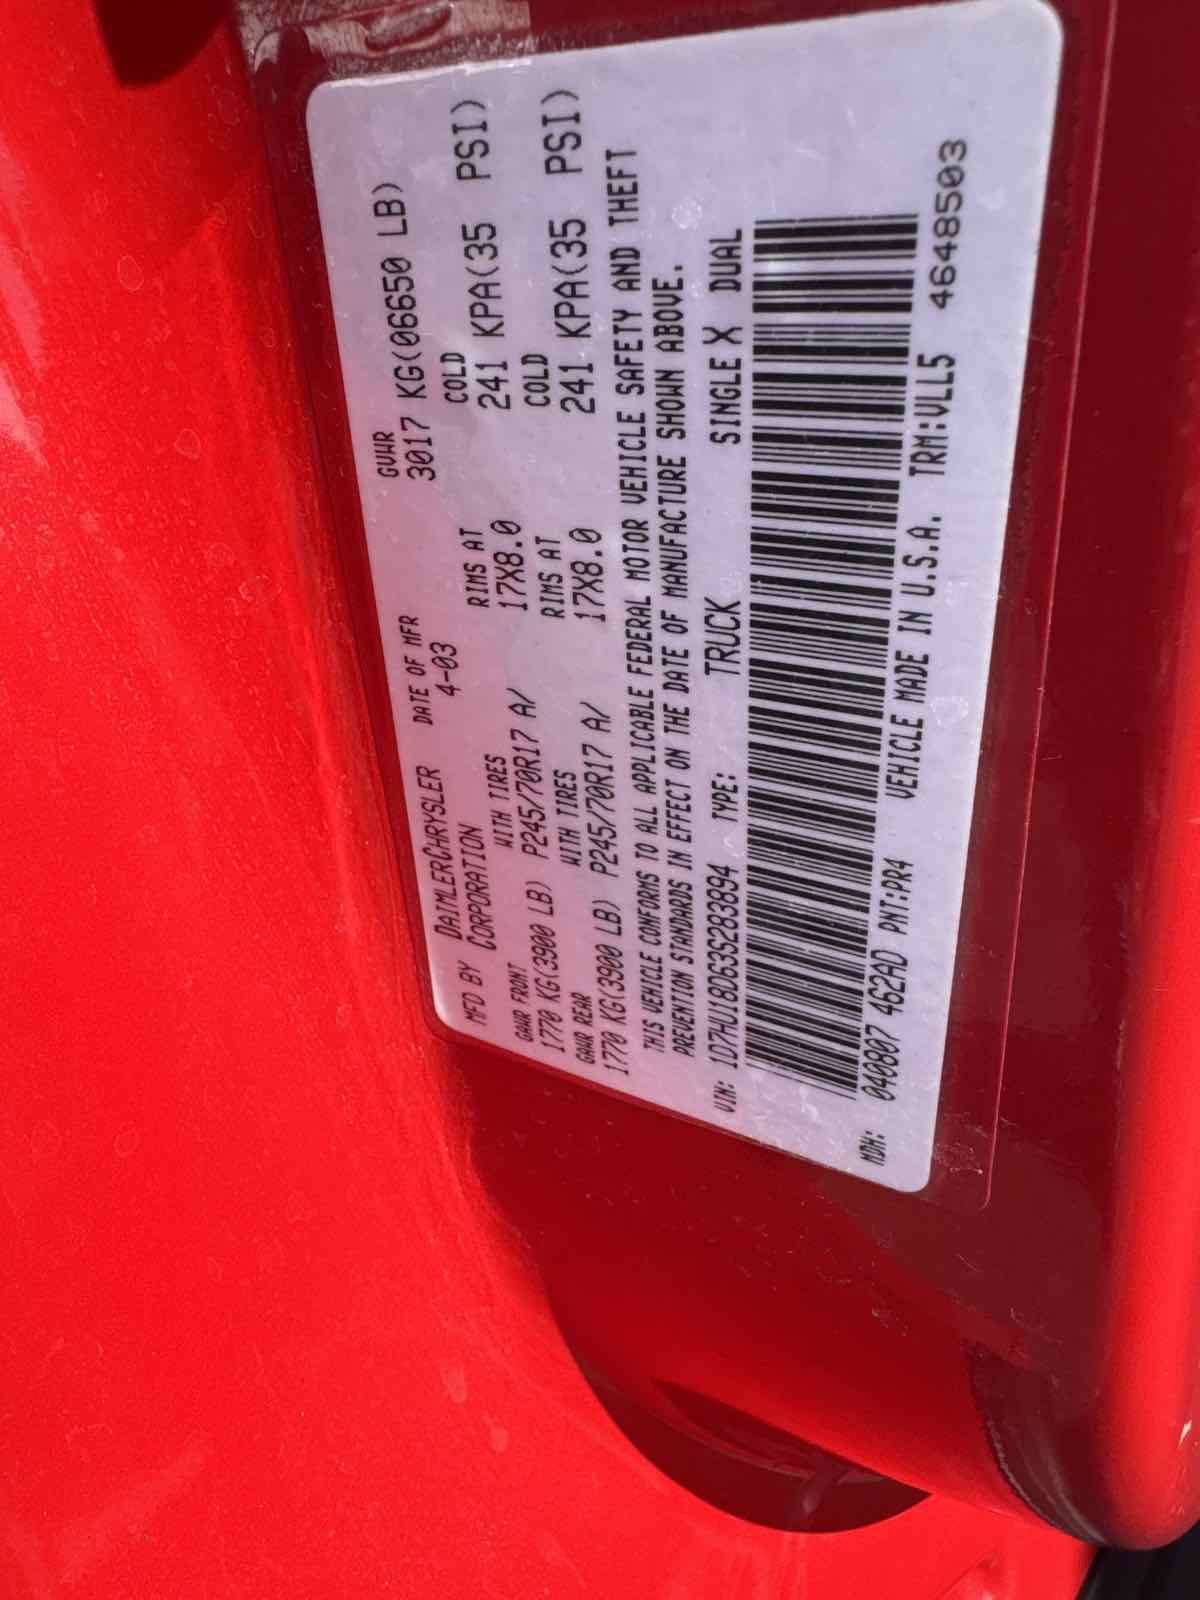 MFD BY DAIMLERCHRYSLER CORPORATION DATE OF MFR 4-03 GVWR 3017 KG(06650 LB)
GAWR FRONT WITH TIRES RIMS AT COLD
1770 KG(3900 LB) P245/70R17 A/ 17X8.0 241 KPA(35 PSI)
GAWR REAR WITH TIRES RIMS AT COLD
1770 KG(3900 LB) P245/70R17 A/ 17X8.0 241 KPA(35 PSI)
THIS VEHICLE CONFORMS TO ALL APPLICABLE FEDERAL MOTOR VEHICLE SAFETY AND THEFT
PREVENTION STANDARDS IN EFFECT ON THE DATE OF MANUFACTURE SHOWN ABOVE.
VIN: 1D7HU18D63S283894 TYPE: TRUCK SINGLE X DUAL
MDH: 040807 462AD PNT:PR4 VEHICLE MADE IN U.S.A. TRM:VLL5 4648503